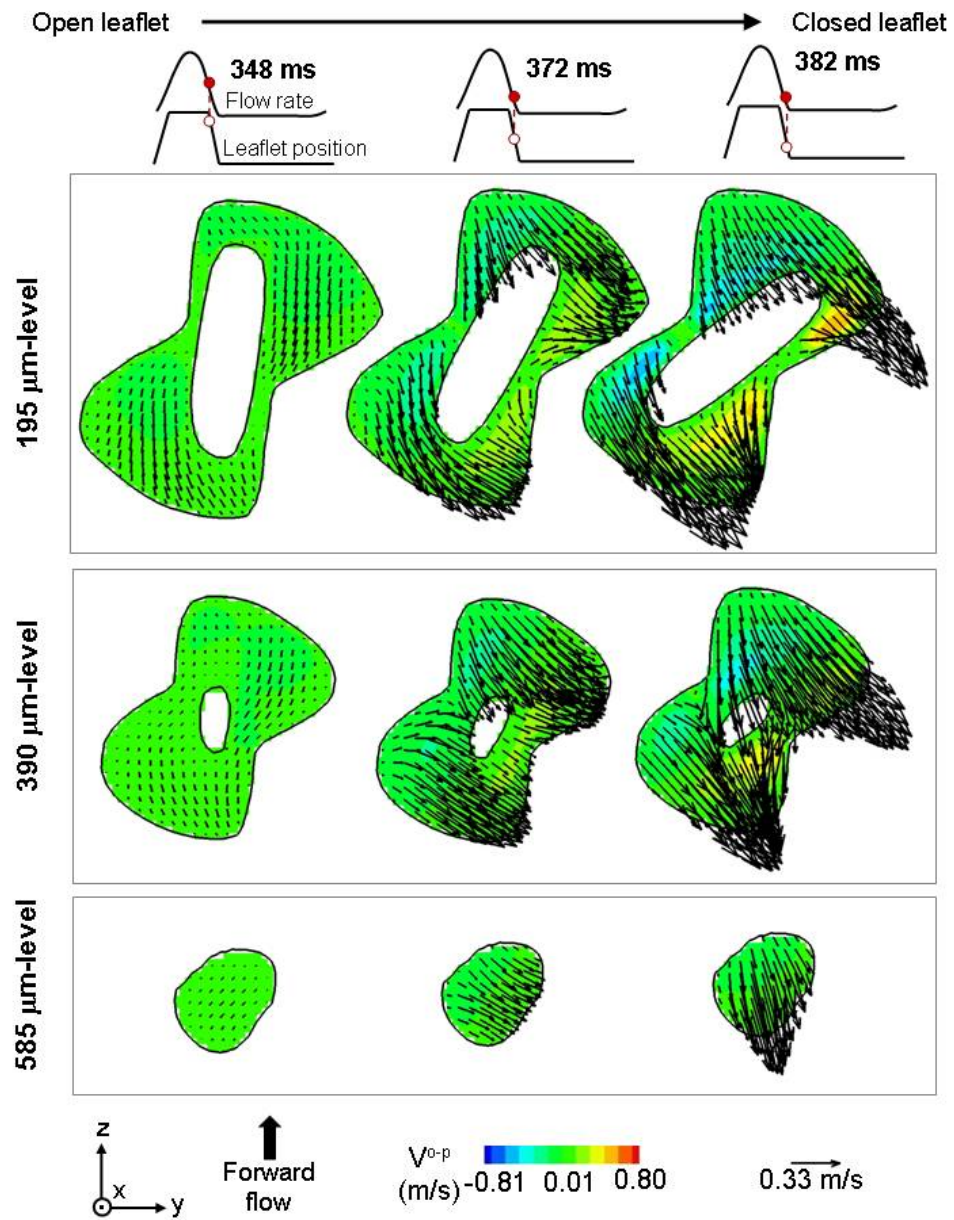 Open leaflet
Closed leaflet
348 ms
372 ms
382 ms
Flow rate
Leaflet position
195 µm-level
390 µm-level
585 µm-level
z
x
y
Forward
flow
V^o-p
(m/s)
-0.81 0.01 0.80
0.33 m/s